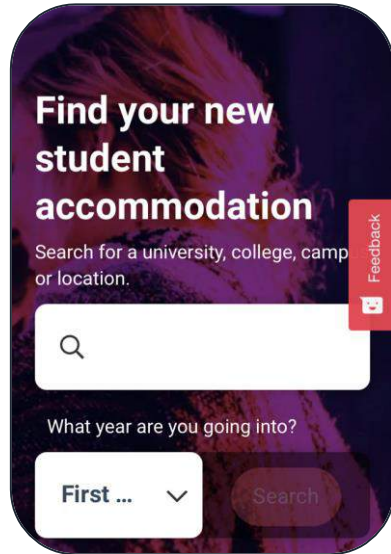 Find your new
student
accommodation
Search for a university, college, camp
or location.
Feedback
What year are you going into?
First ...
Search